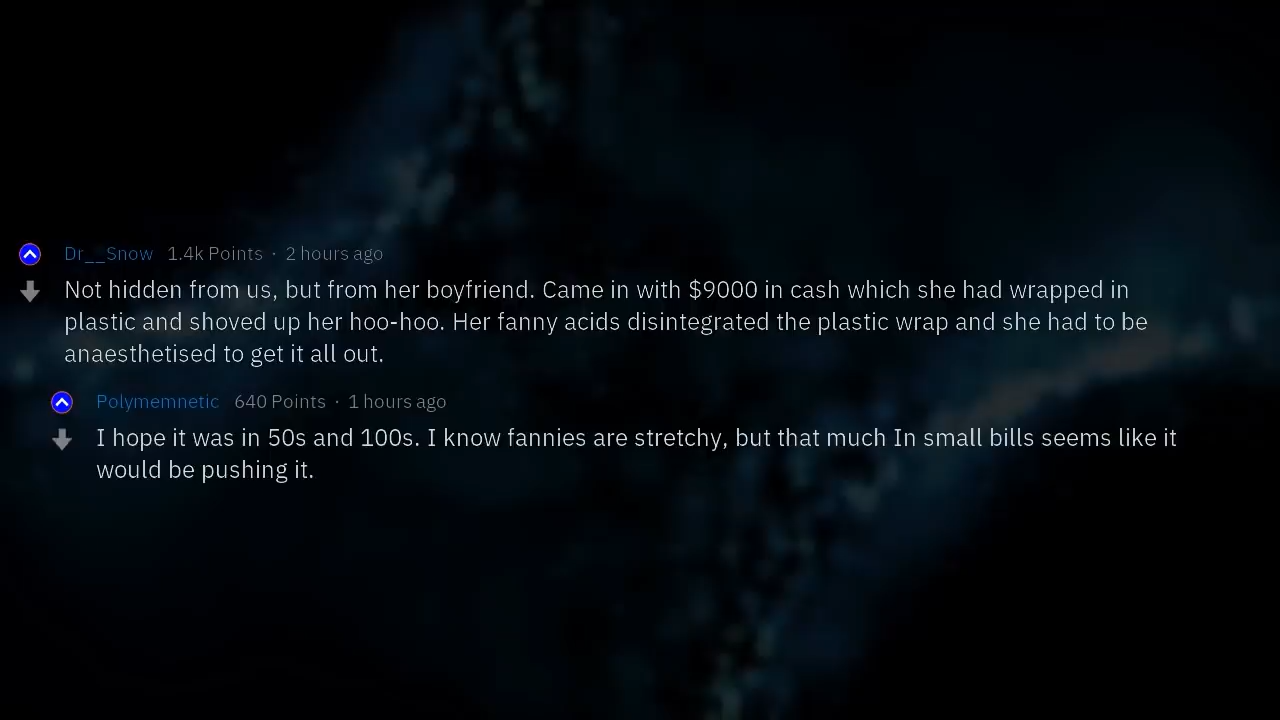 Dr__Snow 1.4k Points · 2 hours ago
Not hidden from us, but from her boyfriend. Came in with $9000 in cash which she had wrapped in
plastic and shoved up her hoo-hoo. Her fanny acids disintegrated the plastic wrap and she had to be
anaesthetised to get it all out.
Polymemnetic 640 Points · 1 hours ago
I hope it was in 50s and 100s. I know fannies are stretchy, but that much In small bills seems like it
would be pushing it.